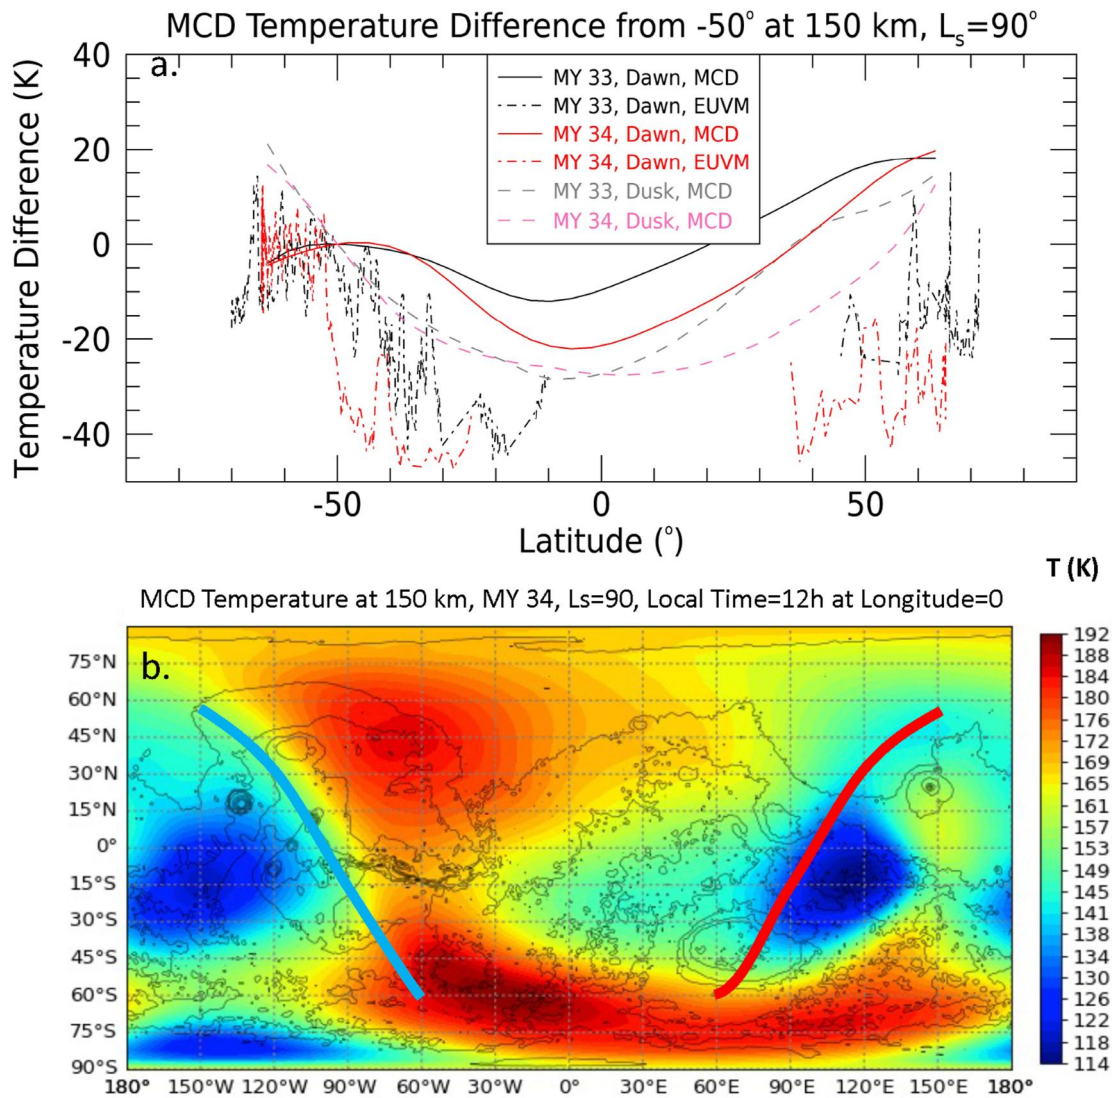 MCD Temperature Difference from -50° at 150 km, Lₛ=90°
a.
Temperature Difference (K)
40
20
0
-20
-40
MY 33, Dawn, MCD
MY 33, Dawn, EUVM
MY 34, Dawn, MCD
MY 34, Dawn, EUVM
MY 33, Dusk, MCD
MY 34, Dusk, MCD
-50 0 50
Latitude (°)
T (K)
MCD Temperature at 150 km, MY 34, Ls=90, Local Time=12h at Longitude=0
b.
75°N
60°N
45°N
30°N
15°N
0°
15°S
30°S
45°S
60°S
75°S
90°S
180° 150°W 120°W 90°W 60°W 30°W 0° 30°E 60°E 90°E 120°E 150°E 180°
192
188
187
184
180
176
172
168
165
161
157
153
149
145
141
138
134
130
126
122
118
116
114